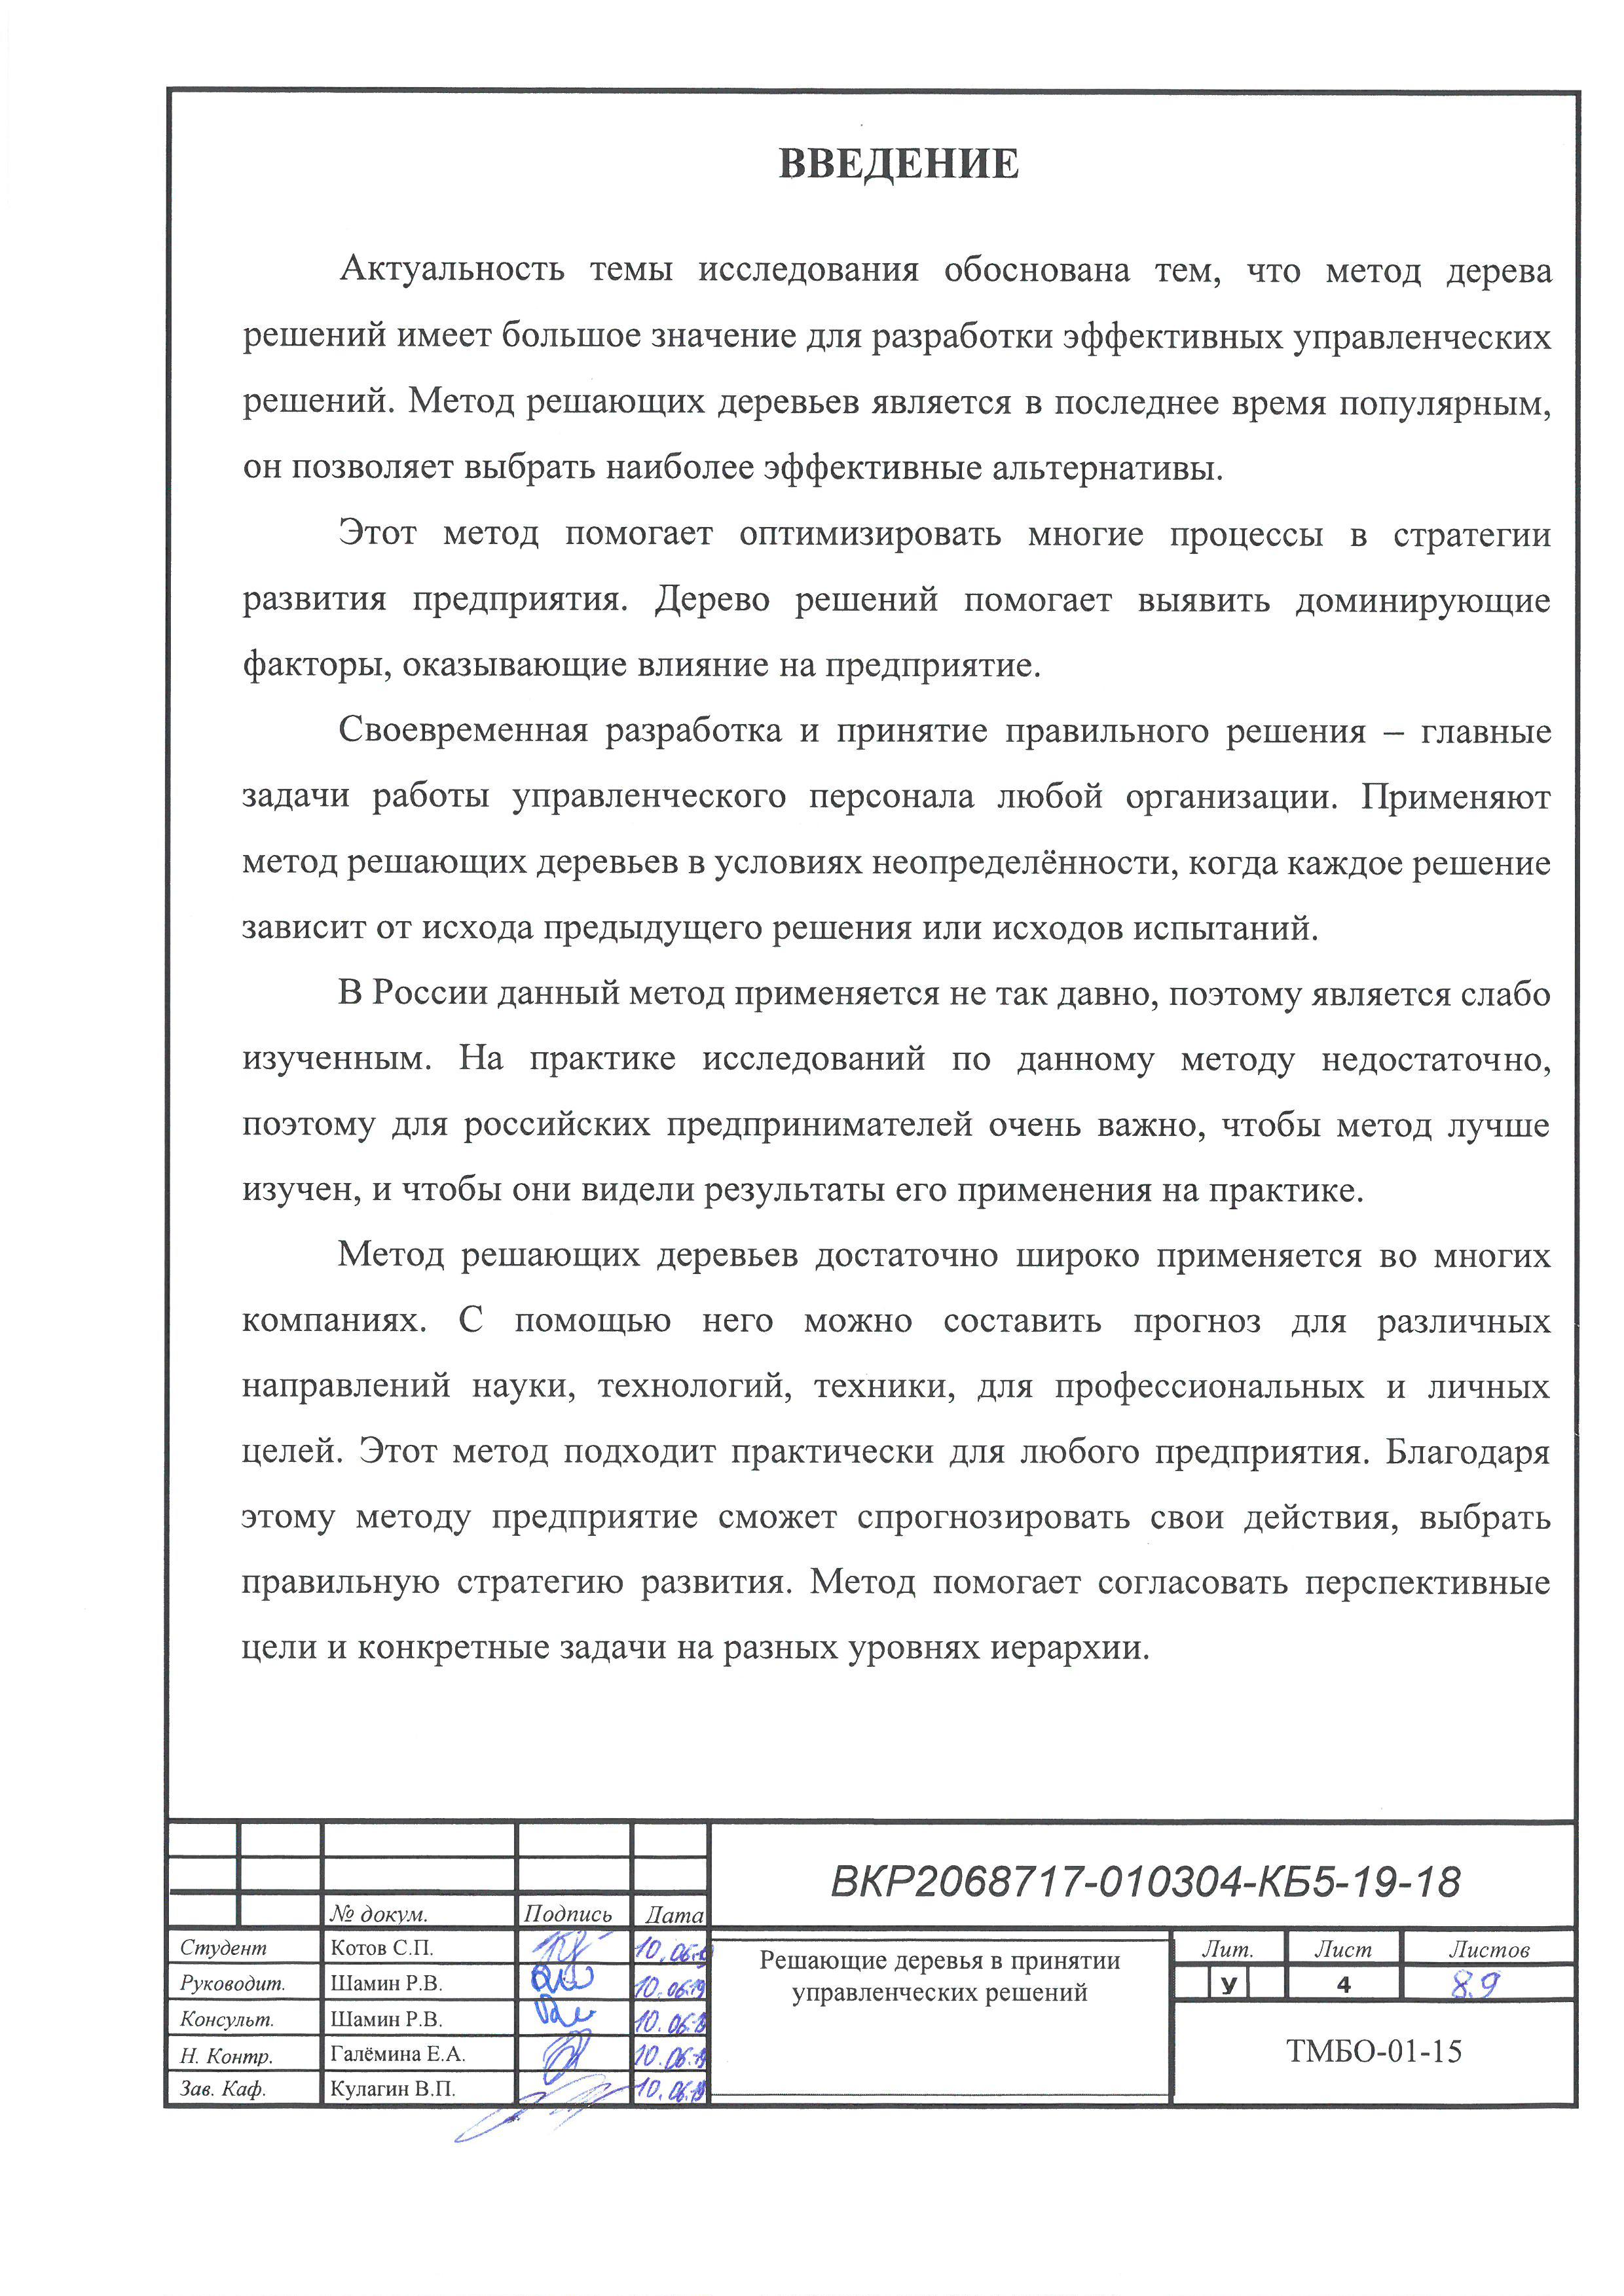 ВВЕДЕНИЕ
Актуальность темы исследования обоснована тем, что метод дерева
решений имеет большое значение для разработки эффективных управленческих
решений. Метод решающих деревьев является в последнее время популярным,
он позволяет выбрать наиболее эффективные альтернативы.
Этот метод помогает оптимизировать многие процессы в стратегии
развития предприятия. Дерево решений помогает выявить доминирующие
факторы, оказывающие влияние на предприятие.
Своевременная разработка и принятие правильного решения – главные
задачи работы управленческого персонала любой организации. Применяют
метод решающих деревьев в условиях неопределённости, когда каждое решение
зависит от исхода предыдущего решения или исходов испытаний.
В России данный метод применяется не так давно, поэтому является слабо
изученным. На практике исследований по данному методу недостаточно,
поэтому для российских предпринимателей очень важно, чтобы метод лучше
изучен, и чтобы они видели результаты его применения на практике.
Метод решающих деревьев достаточно широко применяется во многих
компаниях. С помощью него можно составить прогноз для различных
направлений науки, технологий, техники, для профессиональных и личных
целей. Этот метод подходит практически для любого предприятия. Благодаря
этому методу предприятие сможет спрогнозировать свои действия, выбрать
правильную стратегию развития. Метод помогает согласовать перспективные
цели и конкретные задачи на разных уровнях иерархии.
ВКР2068717-010304-КБ5-19-18
№ докум. Подпись Дата
Студент Котов С.П. 10.06.19
Руководит. Шамин Р.В. 10.06.19
Консульт. Шамин Р.В. 10.06.19
Н. Контр. Галёмина Е.А. 10.06.19
Зав. Каф. Кулагин В.П. 10.06.19
Решающие деревья в принятии
управленческих решений
Лит. Лист Листов
У 4 89
ТМБО-01-15